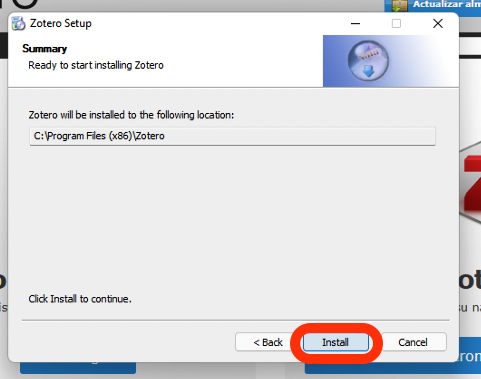 Zotero Setup
Actualizar
Summary
Ready to start installing Zotero
Zotero will be installed to the following location:
C:\Program Files (x86)\Zotero
Click Install to continue.
< Back
Install
Cancel